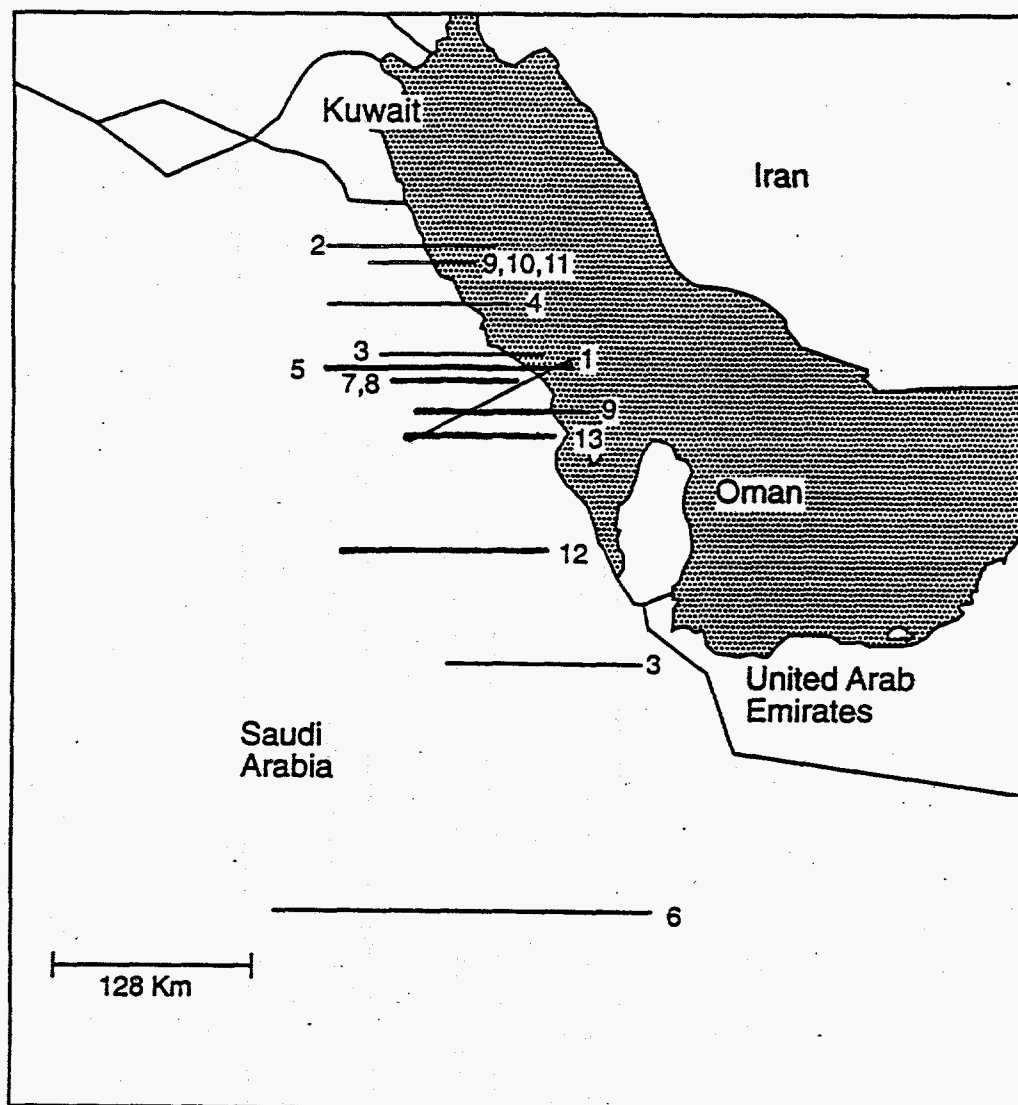 Kuwait
Iran
2
9,10,11
4
3
1
5
7,8
9
13
Oman
12
3
United Arab
Emirates
Saudi
Arabia
6
128 Km